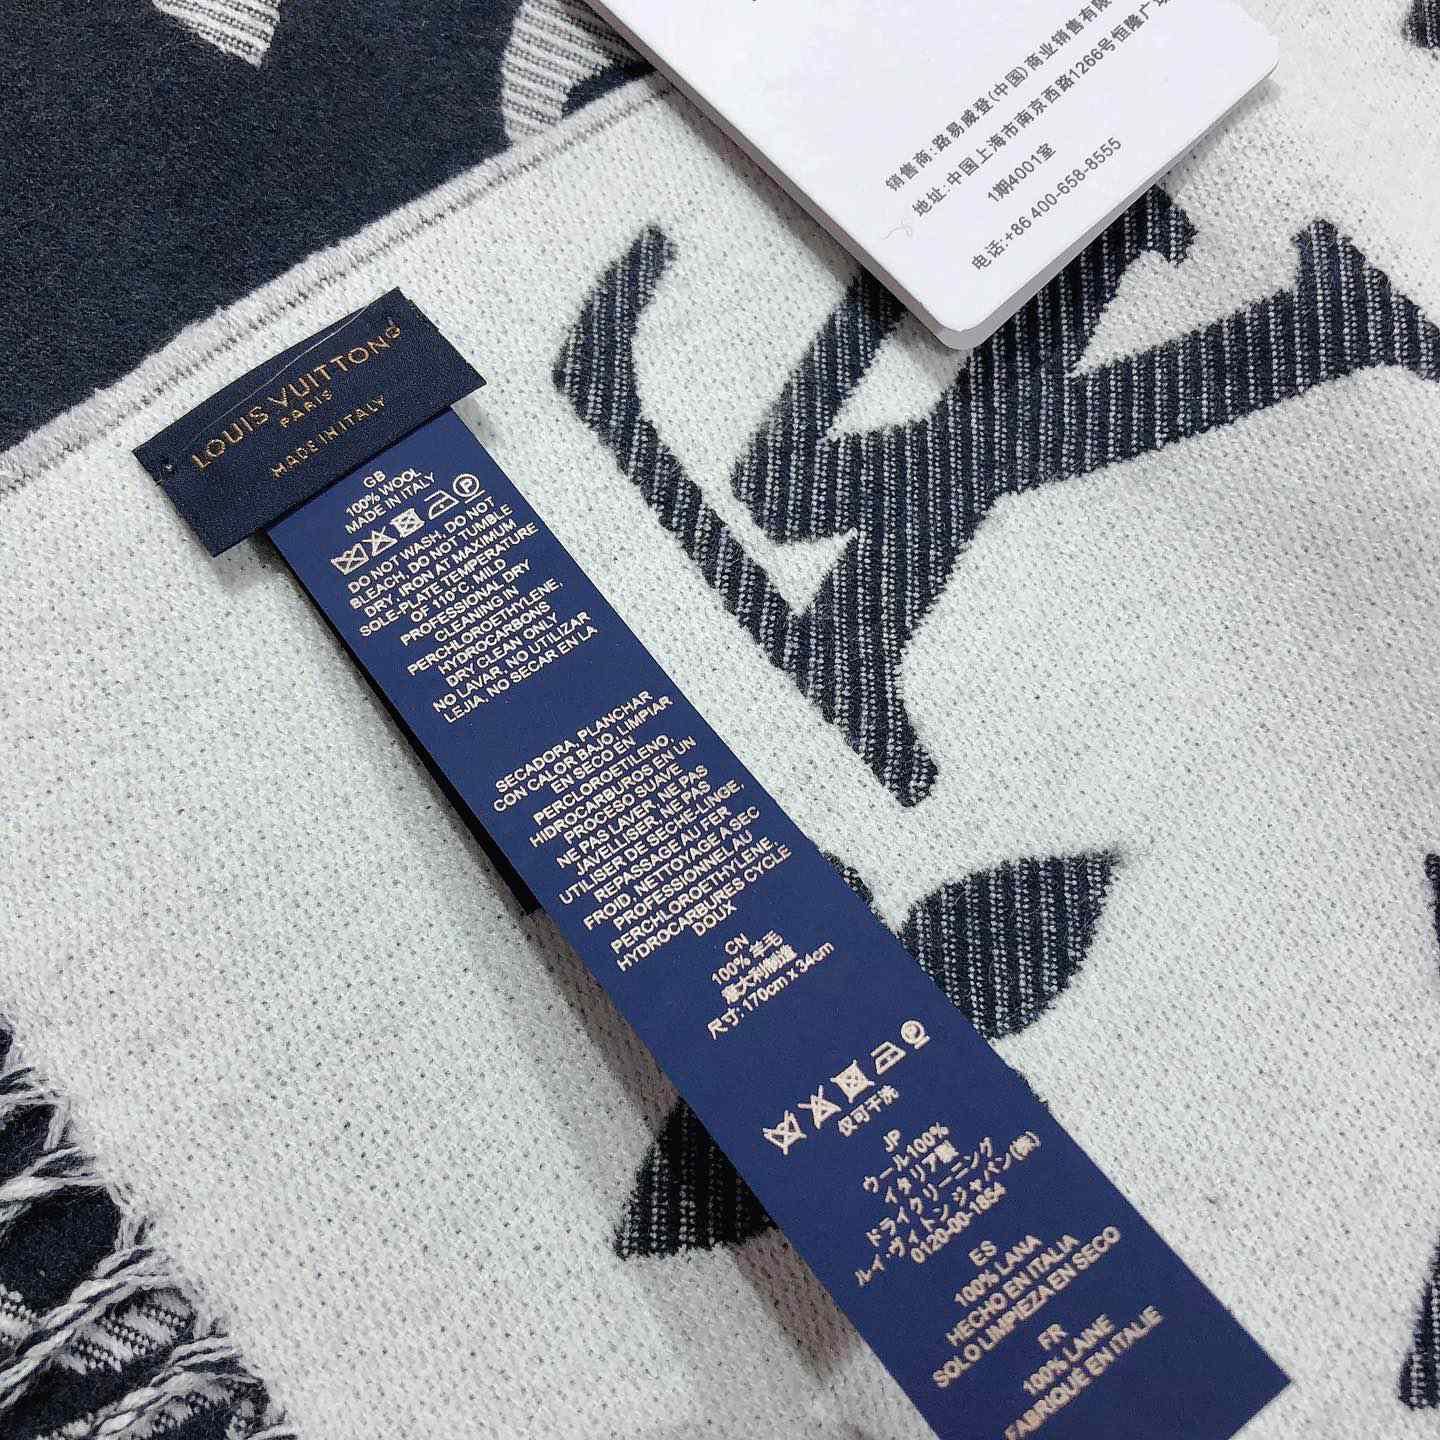 销售商:路易威登(中国)商业销售有限
地址:中国上海市南京西路1266号恒隆广场
1期4001室
电话:+86 400-658-8555
LOUIS VUITTON®
PARIS
MADE IN ITALY
GB
100% WOOL
MADE IN ITALY
DO NOT WASH, DO NOT
BLEACH, DO NOT TUMBLE
DRY, IRON AT MAXIMUM
SOLE-PLATE TEMPERATURE
OF 110°C, MILD
PROFESSIONAL DRY
CLEANING IN
PERCHLOROETHYLENE,
HYDROCARBONS
DRY CLEAN ONLY
NO LAVAR, NO UTILIZAR
LEJIA, NO SECAR EN LA
SECADORA, PLANCHAR
CON CALOR BAJO, LIMPIAR
EN SECO EN
PERCLOROETILENO,
HIDROCARBUROS EN UN
PROCESO SUAVE
NE PAS LAVER, NE PAS
JAVELLISER, NE PAS
UTILISER DE SECHE-LINGE,
REPASSAGE AU FER
FROID, NETTOYAGE A SEC
PROFESSIONNEL AU
PERCHLOROETHYLENE,
HYDROCARBURES CYCLE
DOUX
CN
100% 羊毛
意大利制造
尺寸:170cm x 34cm
仅可干洗
JP
ウール100%
イタリア製
ドライクリーニング
ルイ・ヴィトン ジャパン(株)
0120-00-1854
ES
100% LANA
HECHO EN ITALIA
SOLO LIMPIEZA EN SECO
FR
100% LAINE
FABRIQUE EN ITALIE